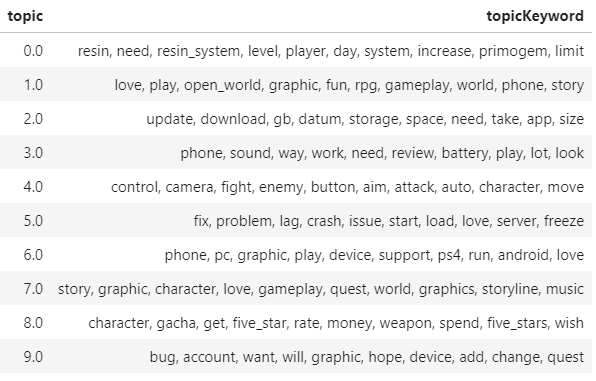 topic topicKeyword
0.0 resin, need, resin_system, level, player, day, system, increase, primogem, limit
1.0 love, play, open_world, graphic, fun, rpg, gameplay, world, phone, story
2.0 update, download, gb, datum, storage, space, need, take, app, size
3.0 phone, sound, way, work, need, review, battery, play, lot, look
4.0 control, camera, fight, enemy, button, aim, attack, auto, character, move
5.0 fix, problem, lag, crash, issue, start, load, love, server, freeze
6.0 phone, pc, graphic, play, device, support, ps4, run, android, love
7.0 story, graphic, character, love, gameplay, quest, world, graphics, storyline, music
8.0 character, gacha, get, five_star, rate, money, weapon, spend, five_stars, wish
9.0 bug, account, want, will, graphic, hope, device, add, change, quest